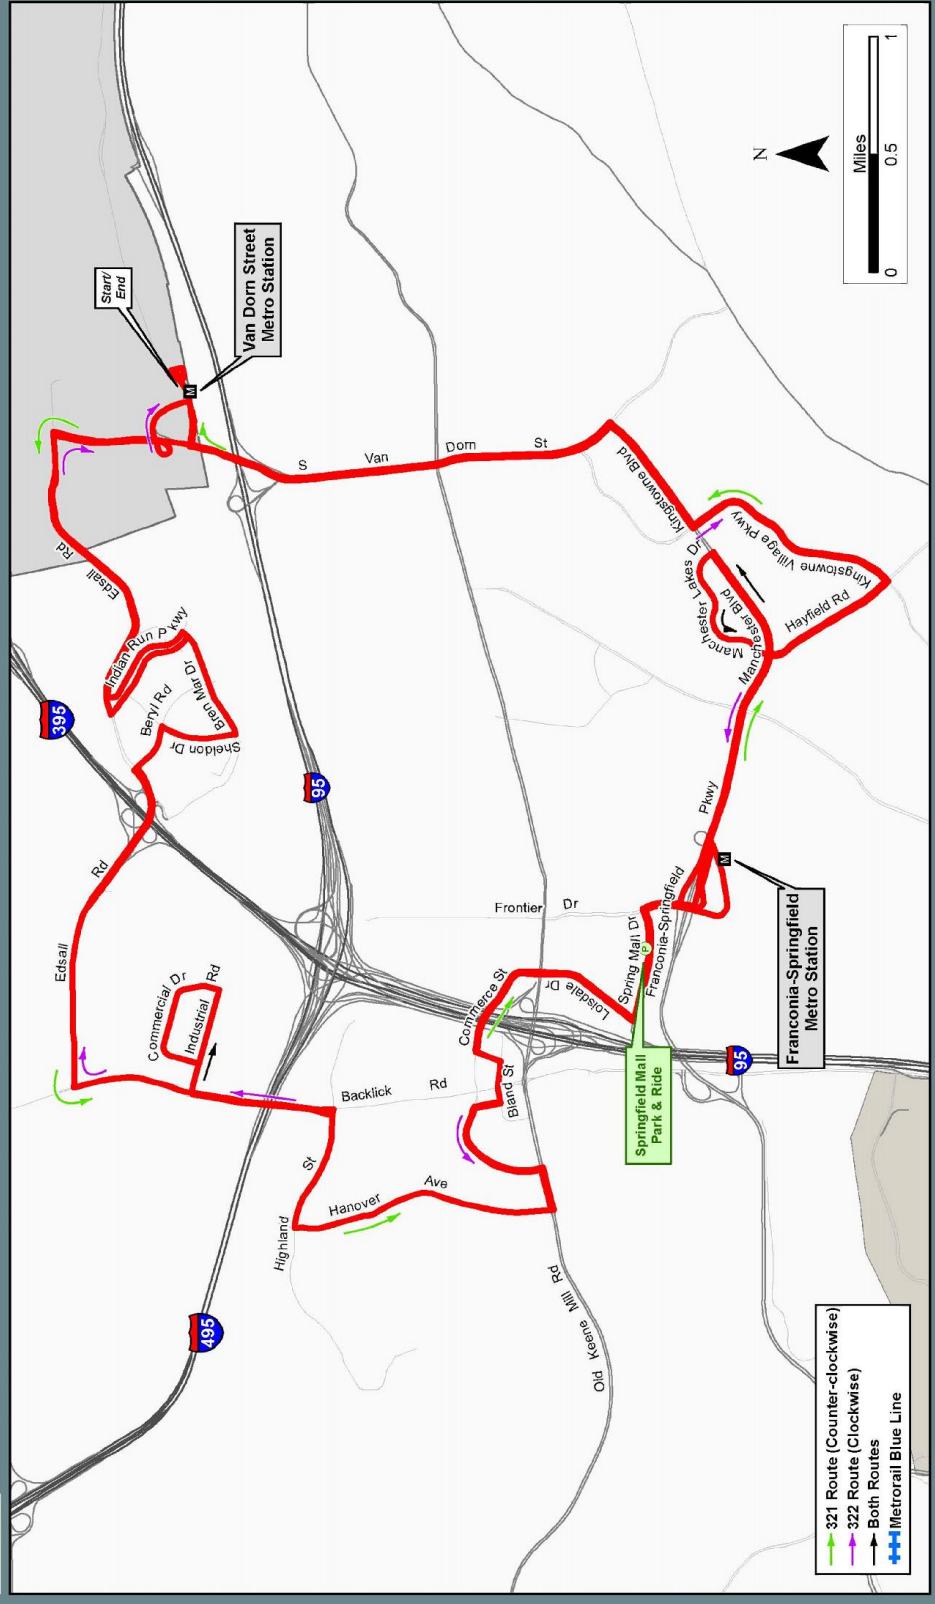 Start/
End
Van Dorn Street
Metro Station
N
Miles
0
0.5
1
S
Van
Dorn
St
Kingstowne Blvd
Kingstowne Village Pkwy
Hayfield Rd
Manchester Lakes Dr
Manchester Blvd
Manchester
Edsall
Rd
Indian Run Pkwy
Bren Mar Dr
Beryl Rd
Sheldon Dr
395
95
Edsall
Rd
Commercial Dr
Industrial Rd
Backlick
Rd
Highland
St
Hanover
Ave
Bland St
Commerce St
Loisdale Dr
Frontier
Dr
Spring Mall Dr
Franconia-Springfield
Pkwy
P
Springfield Mall
Park & Ride
Franconia-Springfield
Metro Station
M
M
95
495
Old Keene Mill Rd
321 Route (Counter-clockwise)
322 Route (Clockwise)
Both Routes
Metrorail Blue Line